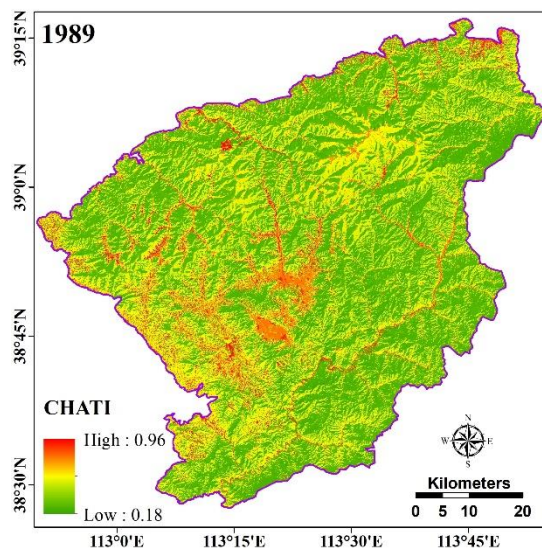 1989
39°15'N
39°0'N
38°45'N
38°30'N
CHATI
High : 0.96
Low : 0.18
N
W E
S
Kilometers
0 5 10 20
113°0'E 113°15'E 113°30'E 113°45'E